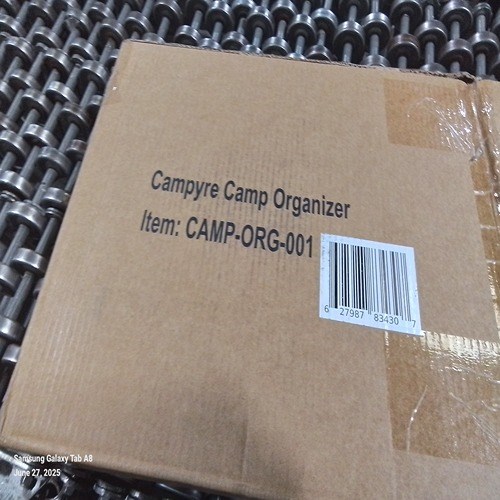 Campyre Camp Organizer
Item: CAMP-ORG-001
6 27987 83430 7
Samsung Galaxy Tab A8
June 27, 2025